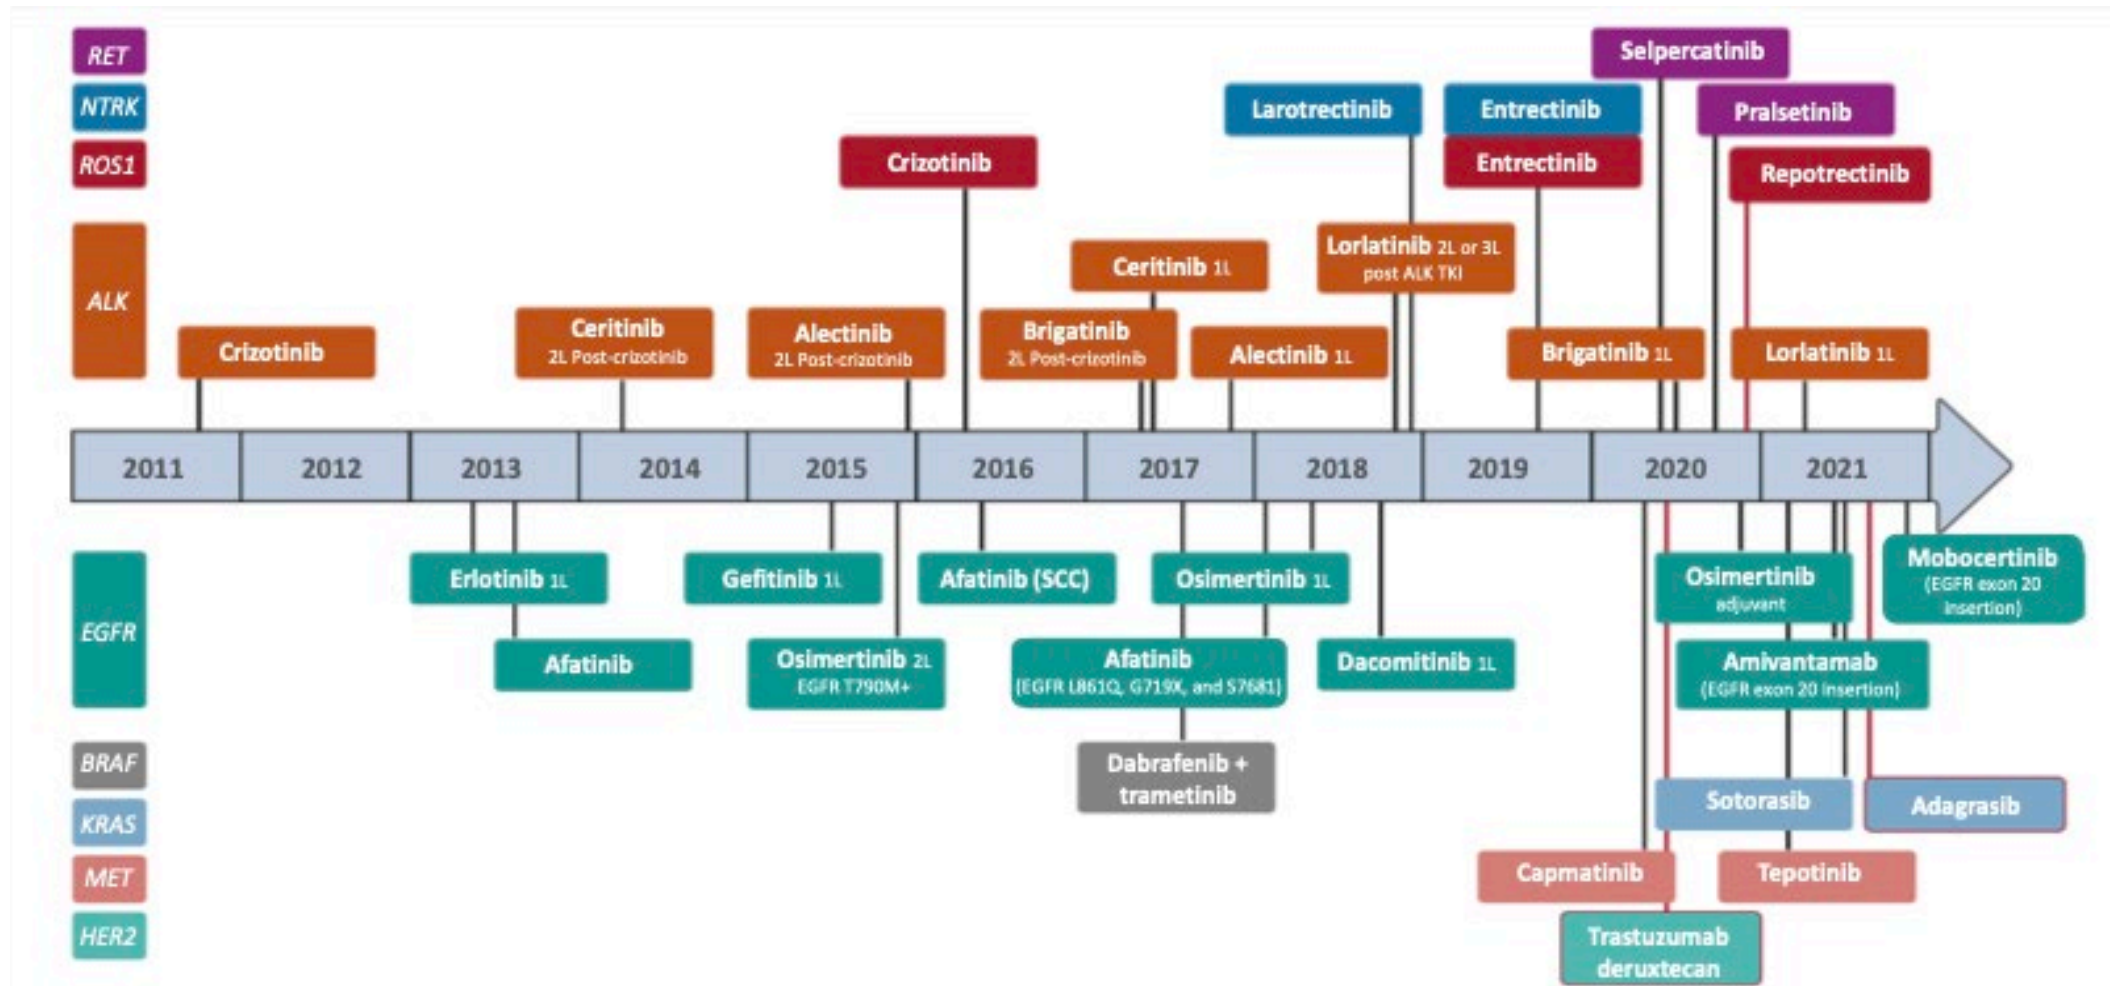 RET
Selpercatinib
NTRK
Larotrectinib
Entrectinib
Pralsetinib
ROS1
Crizotinib
Entrectinib
Repotrectinib
ALK
Ceritinib 1L
Lorlatinib 2L or 3L
post ALK TKI
Crizotinib
Ceritinib
2L Post-crizotinib
Alectinib
2L Post-crizotinib
Brigatinib
2L Post-crizotinib
Alectinib 1L
Brigatinib 1L
Lorlatinib 1L
2011
2012
2013
2014
2015
2016
2017
2018
2019
2020
2021
EGFR
Erlotinib 1L
Gefitinib 1L
Afatinib (SCC)
Osimertinib 1L
Osimertinib
adjuvant
Mobocertinib
(EGFR exon 20
insertion)
Afatinib
Osimertinib 2L
EGFR T790M+
Afatinib
(EGFR L861Q, G719X, and S7681)
Dacomitinib 1L
Amivantamab
(EGFR exon 20 insertion)
BRAF
Dabrafenib +
trametinib
KRAS
Sotorasib
Adagrasib
MET
Capmatinib
Tepotinib
HER2
Trastuzumab
deruxtecan